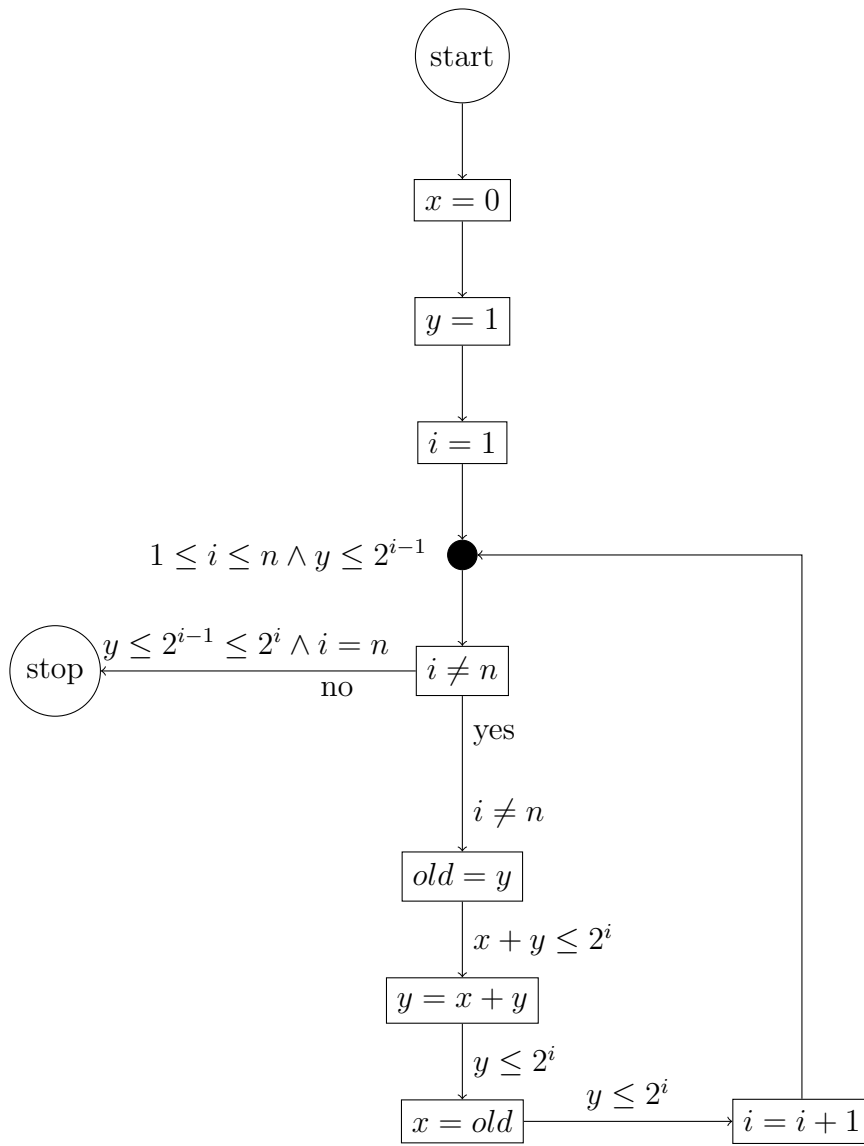 start
x = 0
y = 1
i = 1
1 ≤ i ≤ n ∧ y ≤ 2^{i−1}
y ≤ 2^{i−1} ≤ 2^i ∧ i = n
stop
i ≠ n
no
yes
i ≠ n
old = y
x + y ≤ 2^i
y = x + y
y ≤ 2^i
x = old
y ≤ 2^i
i = i + 1